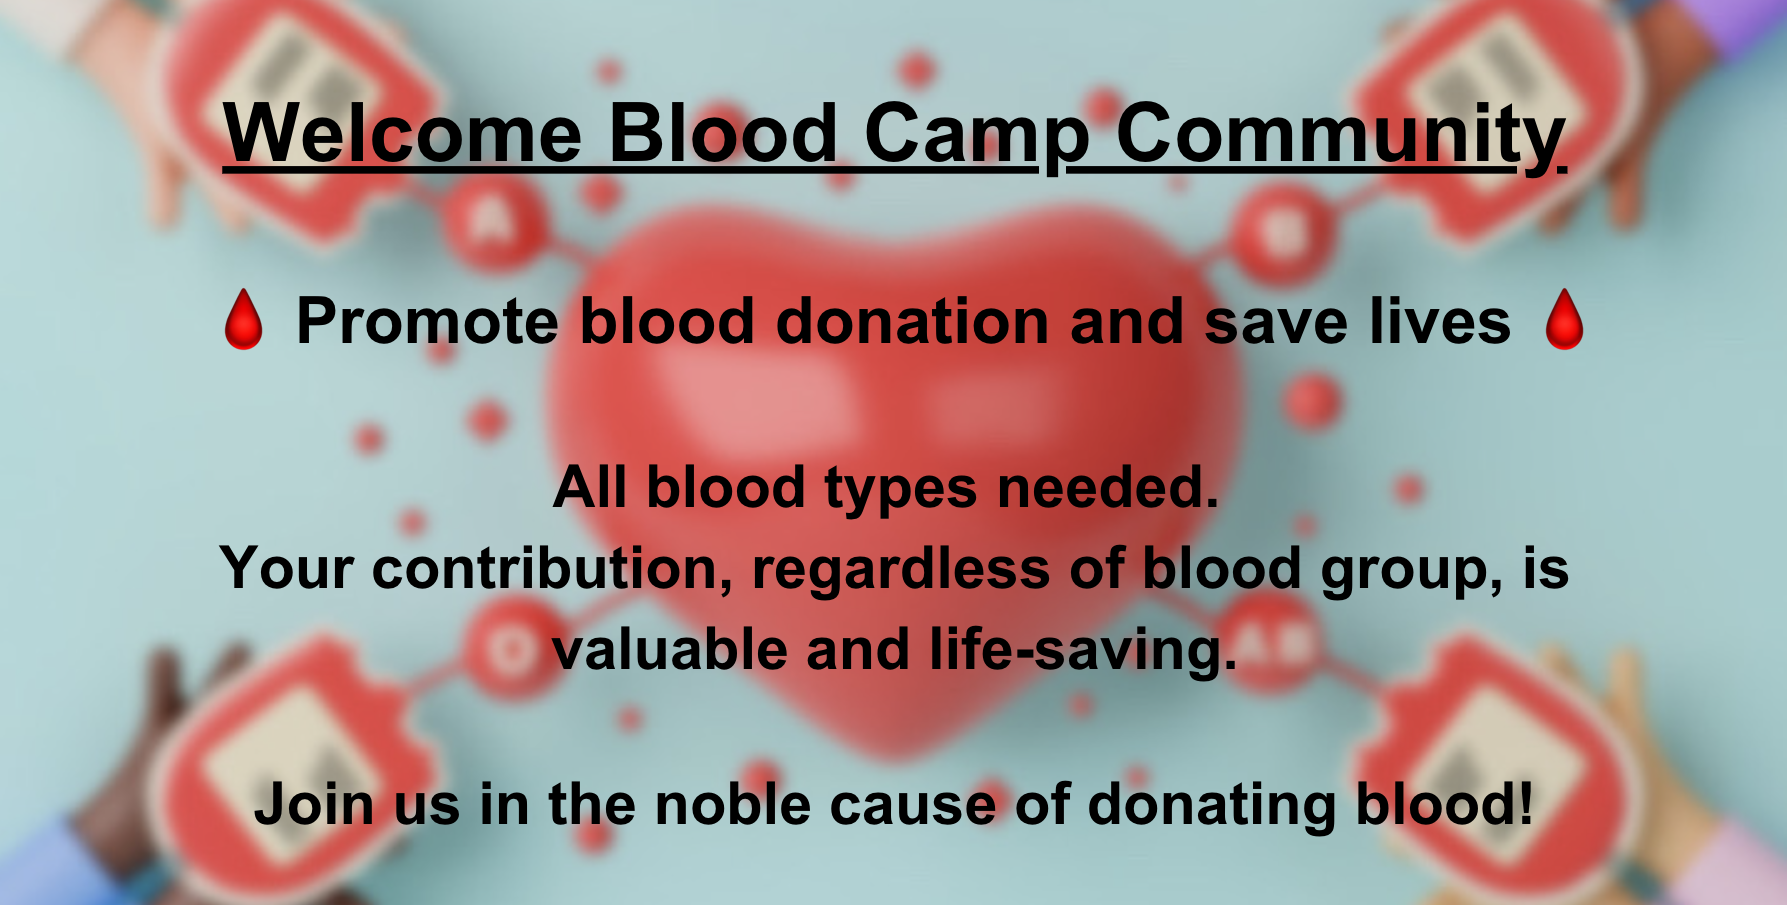 Welcome Blood Camp Community
🩸 Promote blood donation and save lives 🩸
A
B
All blood types needed.
Your contribution, regardless of blood group, is
valuable and life-saving.
O
AB
Join us in the noble cause of donating blood!